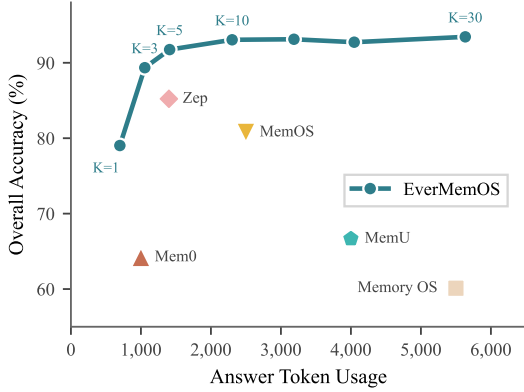 K=30
K=10
K=5
K=3
90
Zep
80
MemOS
K=1
EverMemOS
70
MemU
Mem0
Memory OS
60
0
1,000
2,000
3,000
4,000
5,000
6,000
Overall Accuracy (%)
Answer Token Usage